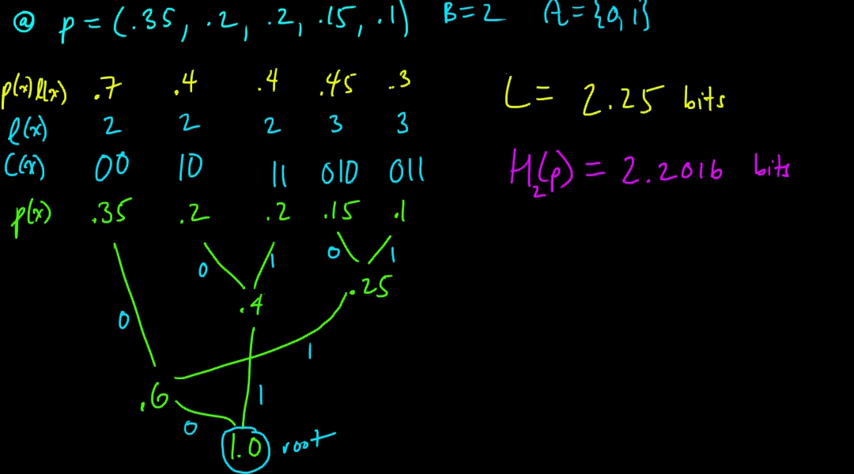 ⓐ p = (.35, .2, .2, .15, .1) B=2 A={0,1}
p(x)l(x) .7 .4 .4 .45 .3
L = 2.25 bits
l(x) 2 2 2 3 3
C(x) 00 10 11 010 011
H₂(p) = 2.2016 bits
p(x) .35 .2 .2 .15 .1
0 1 0 1
.25
.4
0
1
.6
1
0
1.0 root